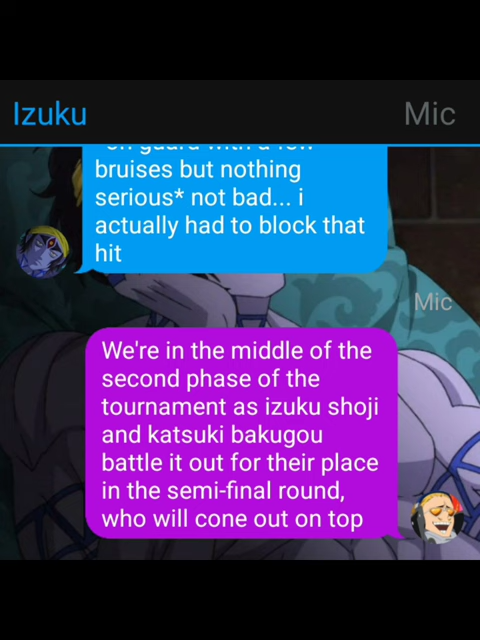 Izuku
Mic
bruises but nothing
serious* not bad... i
actually had to block that
hit
Mic
We're in the middle of the
second phase of the
tournament as izuku shoji
and katsuki bakugou
battle it out for their place
in the semi-final round,
who will cone out on top